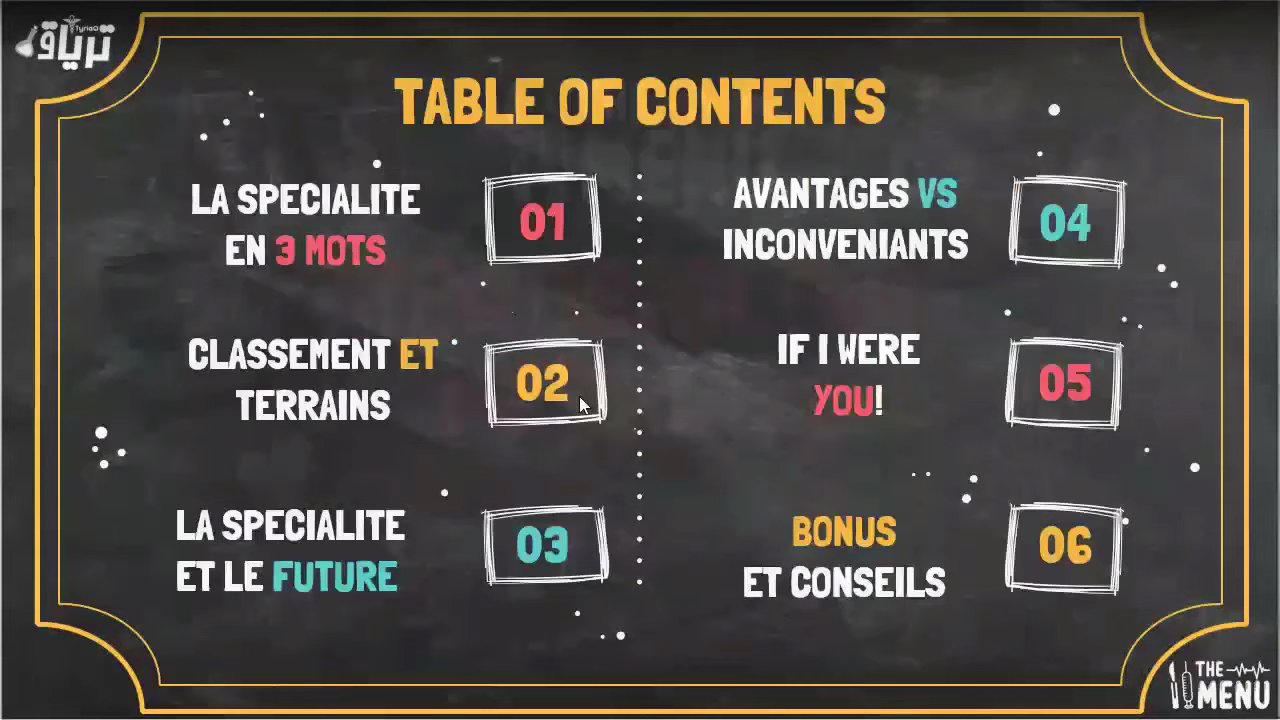 TyriaQ
ترياق
TABLE OF CONTENTS
LA SPECIALITE
EN 3 MOTS
01
CLASSEMENT ET
TERRAINS
02
LA SPECIALITE
ET LE FUTURE
03
AVANTAGES VS
INCONVENIANTS
04
IF I WERE
YOU!
05
BONUS
ET CONSEILS
06
THE
MENU